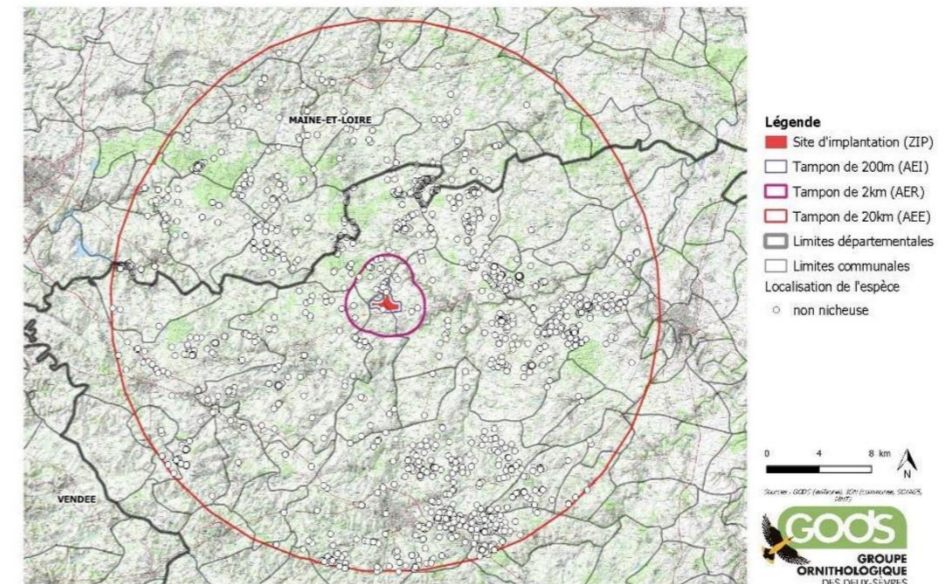 MAINE-ET-LOIRE
VENDEE
Légende
Site d'implantation (ZIP)
Tampon de 200m (AEI)
Tampon de 2km (AER)
Tampon de 20km (AEE)
Limites départementales
Limites communales
Localisation de l'espèce
non nicheuse
0 4 8 km
N
Sources : GODS
GODS
GROUPE
ORNITHOLOGIQUE
DES DEUX-SÈVRES